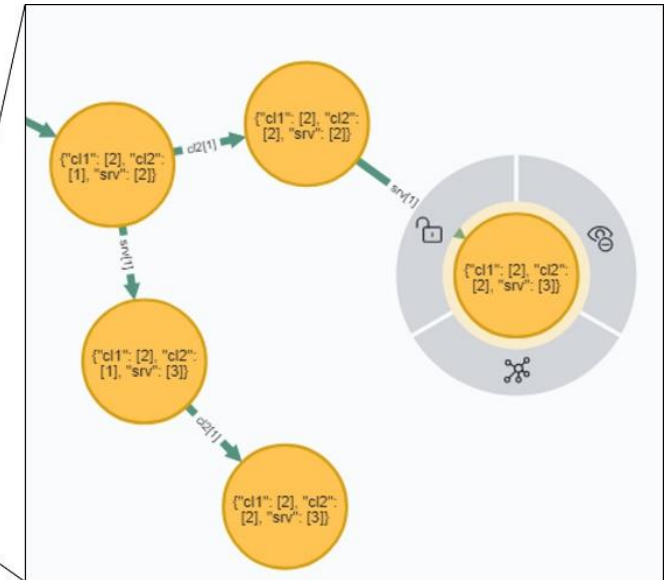 {"cl1": [2], "cl2":
[2], "srv": [2]}
cl2[1]
{"cl1": [2], "cl2":
[1], "srv": [2]}
srv[1]
srv[1]
{"cl1": [2], "cl2":
[2], "srv": [3]}
{"cl1": [2], "cl2":
[1], "srv": [3]}
cl2[1]
{"cl1": [2], "cl2":
[2], "srv": [3]}